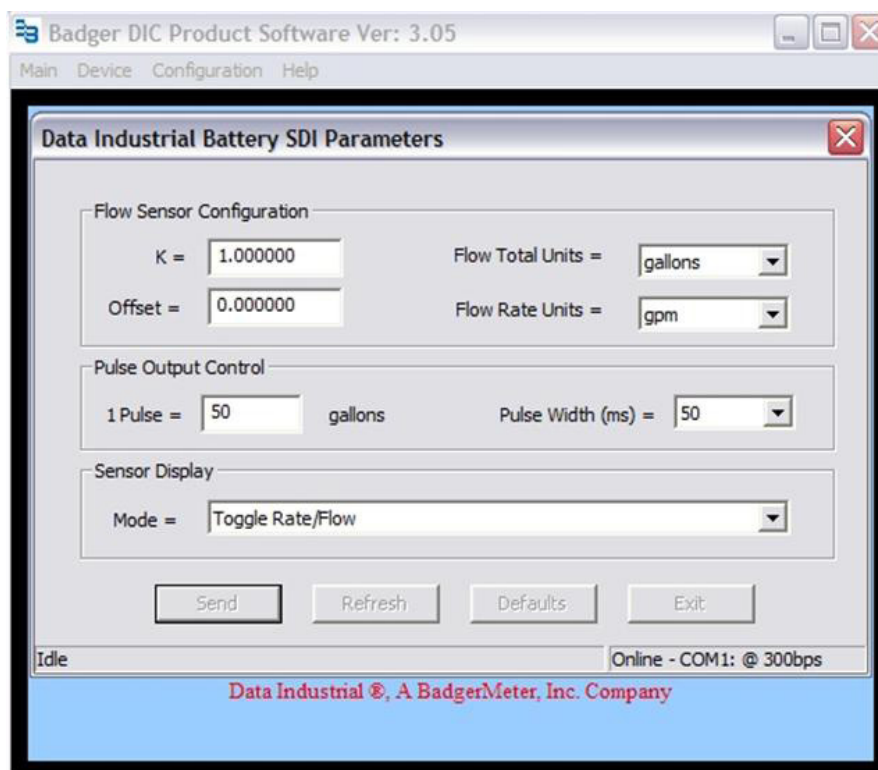 Badger DIC Product Software Ver: 3.05
Main Device Configuration Help
Data Industrial Battery SDI Parameters
Flow Sensor Configuration
K = 1.000000 Flow Total Units = gallons
Offset = 0.000000 Flow Rate Units = gpm
Pulse Output Control
1 Pulse = 50 gallons Pulse Width (ms) = 50
Sensor Display
Mode = Toggle Rate/Flow
Send Refresh Defaults Exit
Idle Online - COM1: @ 300bps
Data Industrial ®, A BadgerMeter, Inc. Company